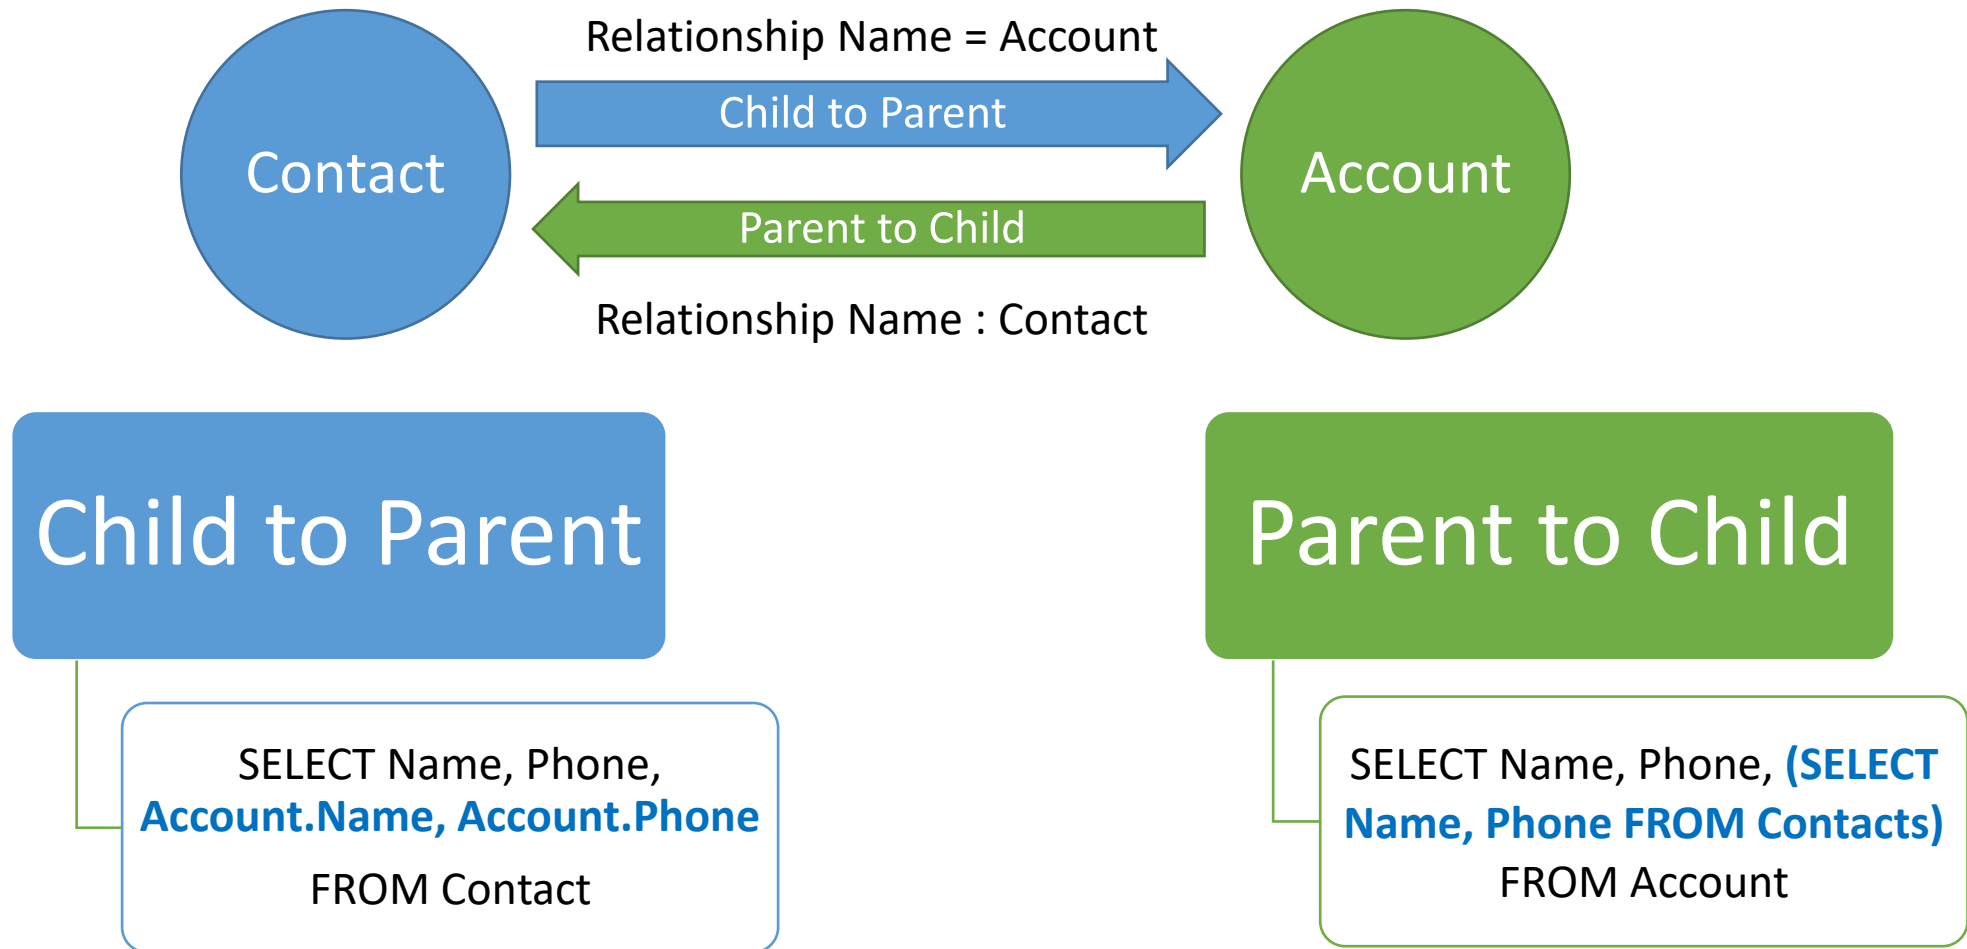 Relationship Name = Account
Child to Parent
Contact
Account
Parent to Child
Relationship Name : Contact
Child to Parent
Parent to Child
SELECT Name, Phone,
Account.Name, Account.Phone
FROM Contact
SELECT Name, Phone, (SELECT
Name, Phone FROM Contacts)
FROM Account